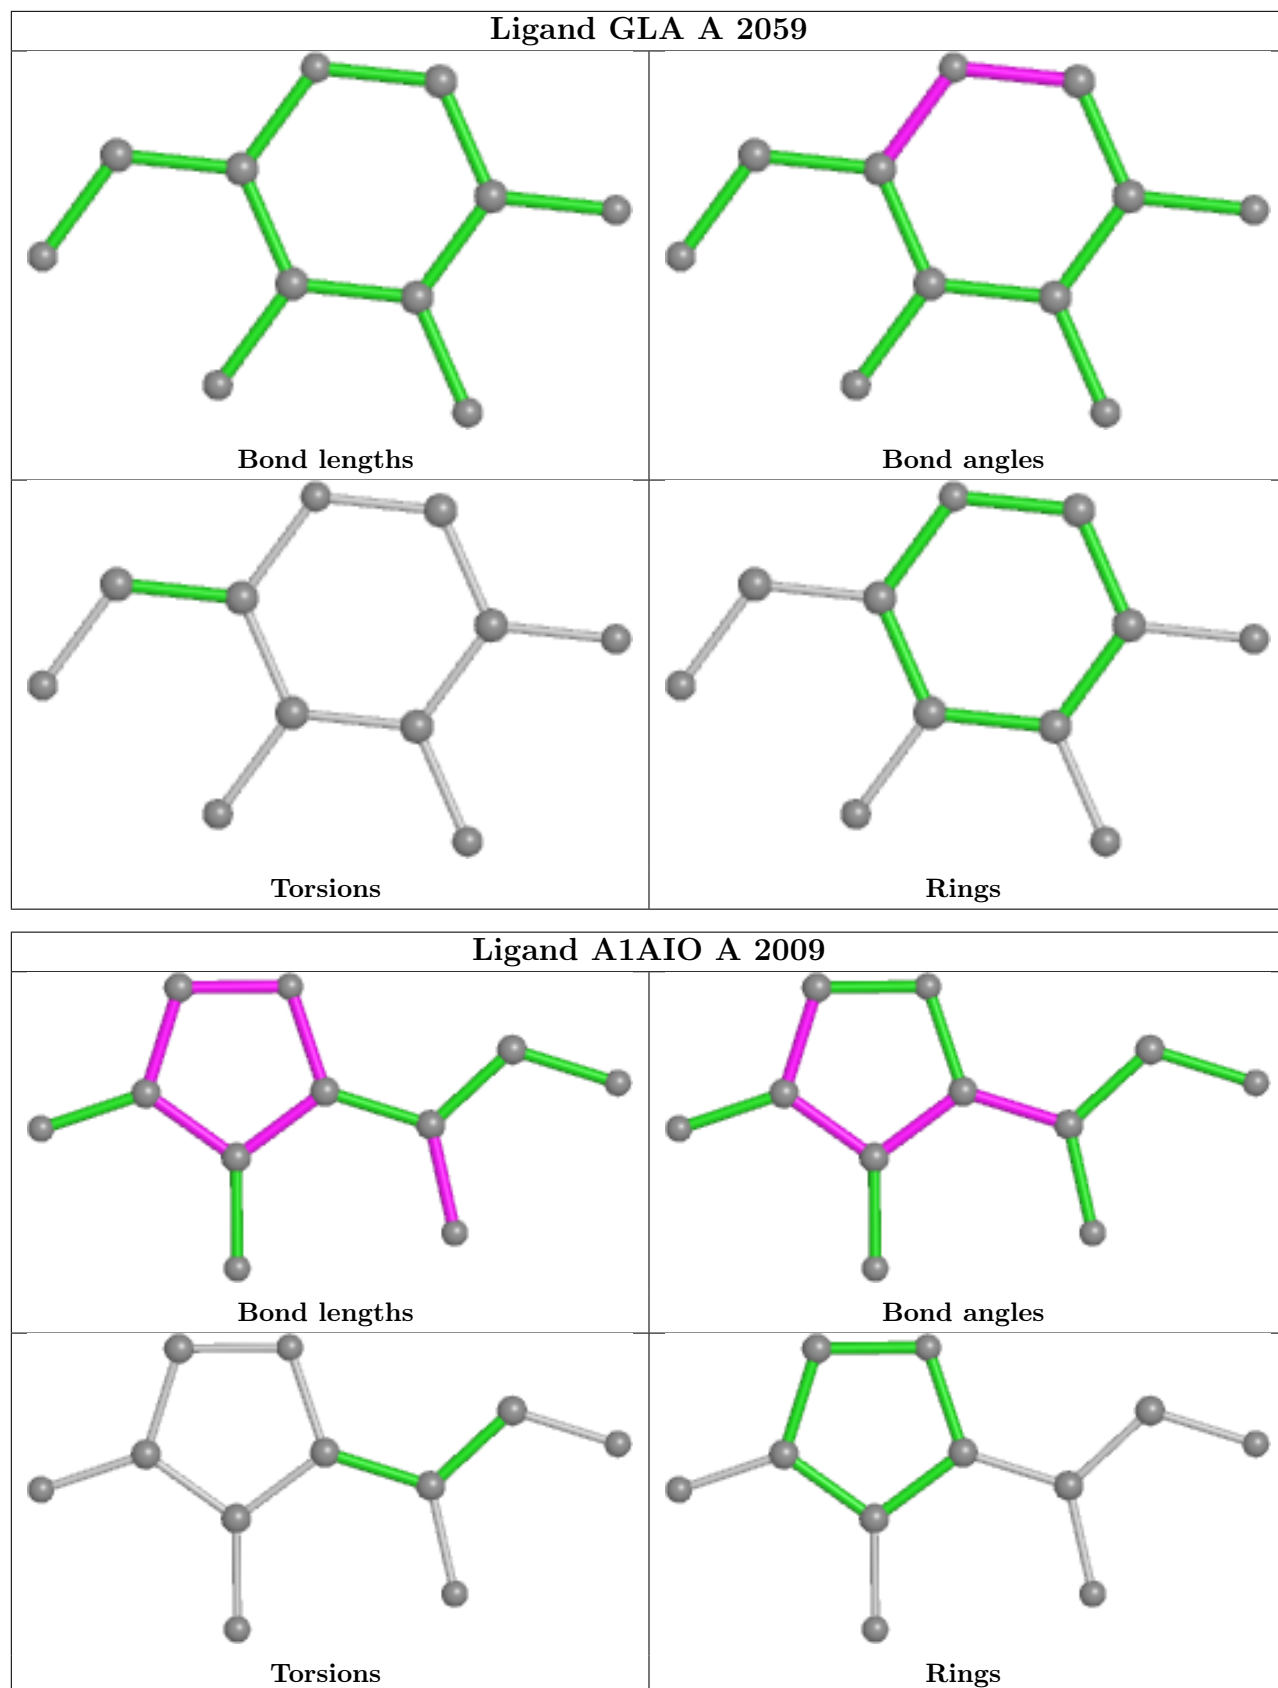 Ligand GLA A 2059
Bond lengths
Bond angles
Torsions
Rings
Ligand A1AIO A 2009
Bond lengths
Bond angles
Torsions
Rings